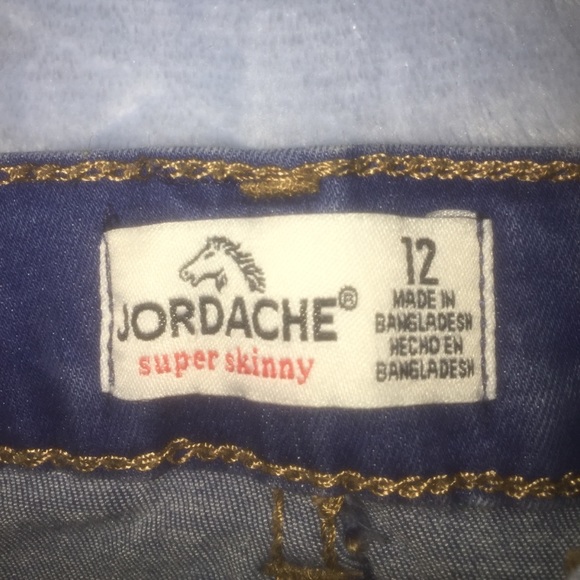 JORDACHE®
super skinny
12
MADE IN
BANGLADESH
HECHO EN
BANGLADESH